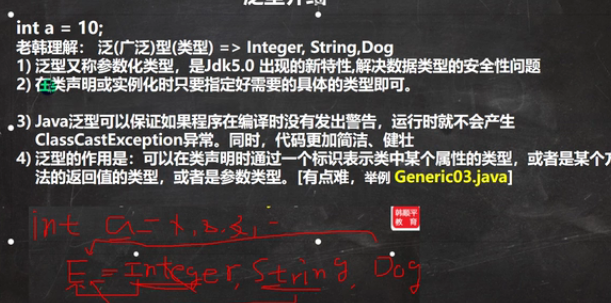 int a = 10;
老韩理解： 泛(广泛)型(类型) => Integer, String,Dog
1) 泛型又称参数化类型，是Jdk5.0 出现的新特性,解决数据类型的安全性问题
2) 在类声明或实例化时只要指定好需要的具体的类型即可。
3) Java泛型可以保证如果程序在编译时没有发出警告，运行时就不会产生
ClassCastException异常。同时，代码更加简洁、健壮
4) 泛型的作用是：可以在类声明时通过一个标识表示类中某个属性的类型，或者是某个方
法的返回值的类型，或者是参数类型。[有点难，举例 Generic03.java]
韩顺平
教育
int a =
E = Integer, String, Dog